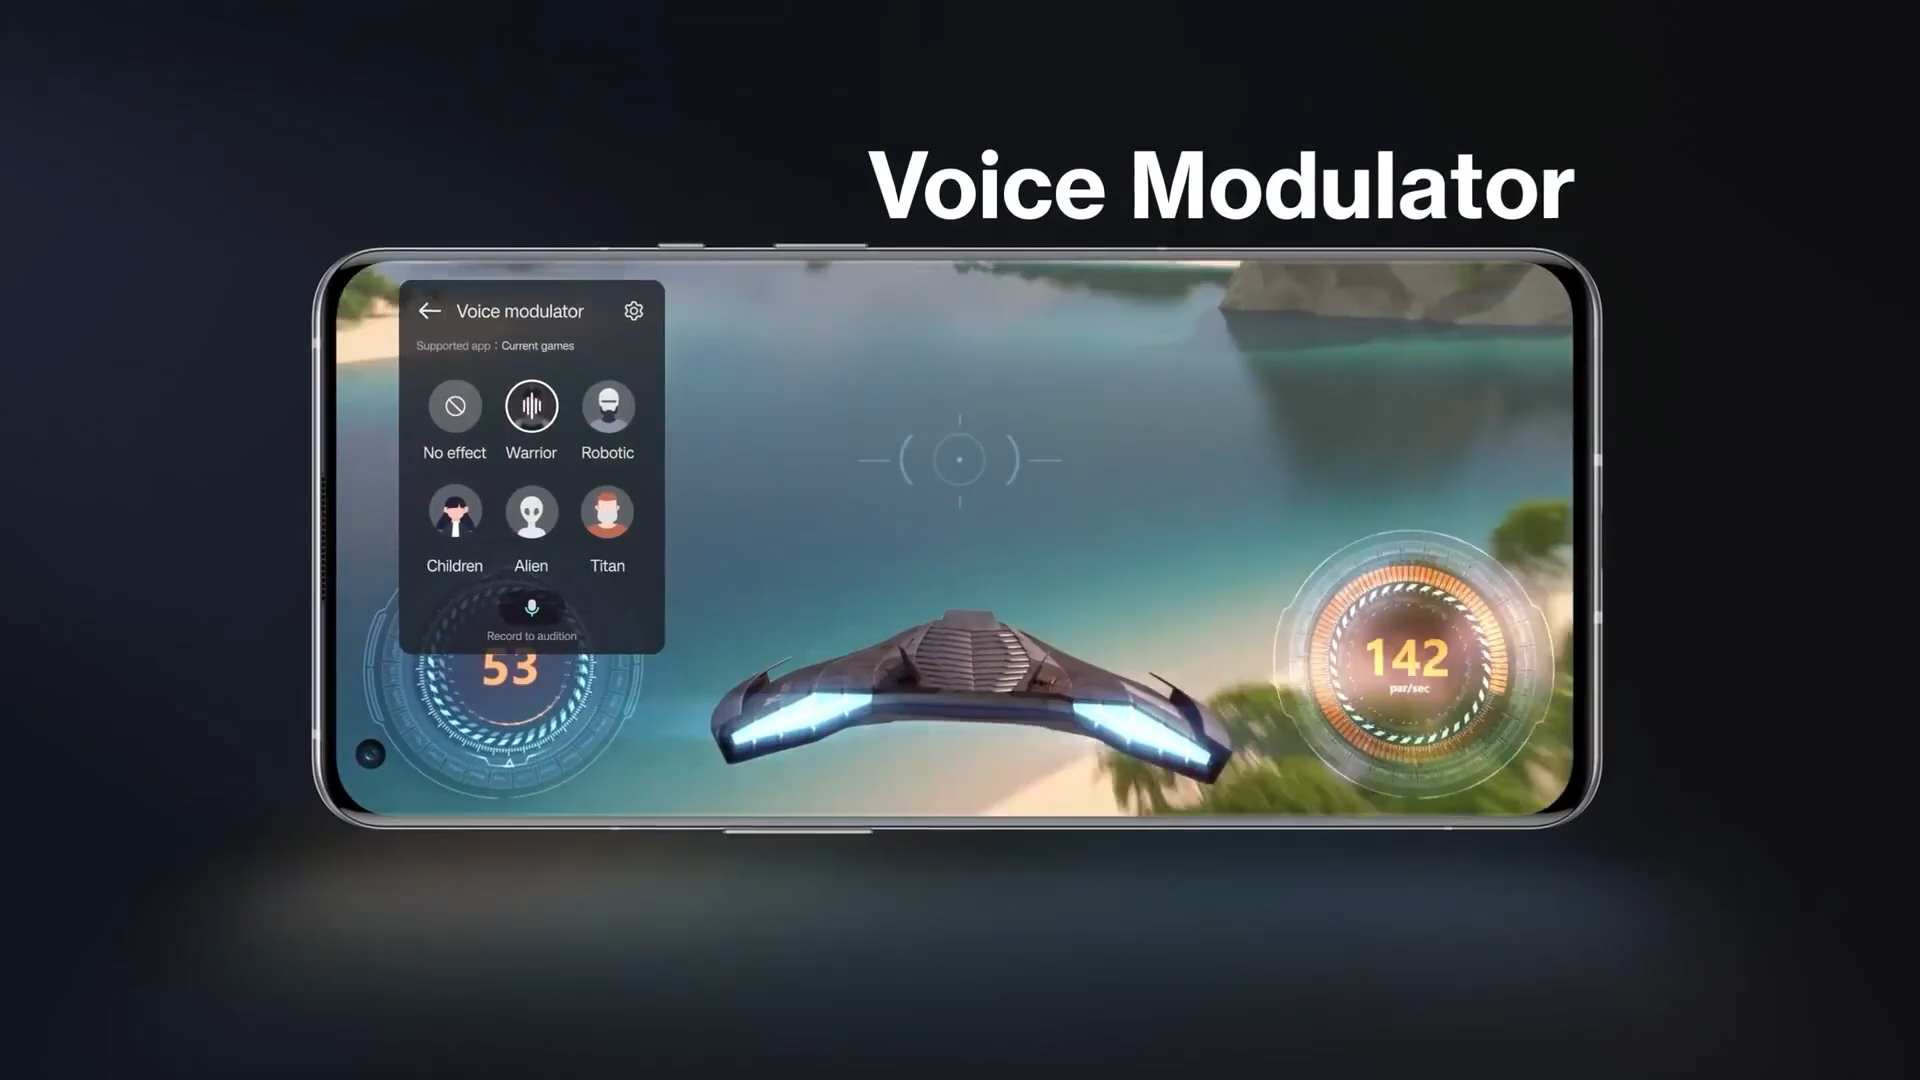 Voice Modulator
Voice modulator
Supported app : Current games
No effect Warrior Robotic
Children Alien Titan
Record to audition
53
142
par/sec